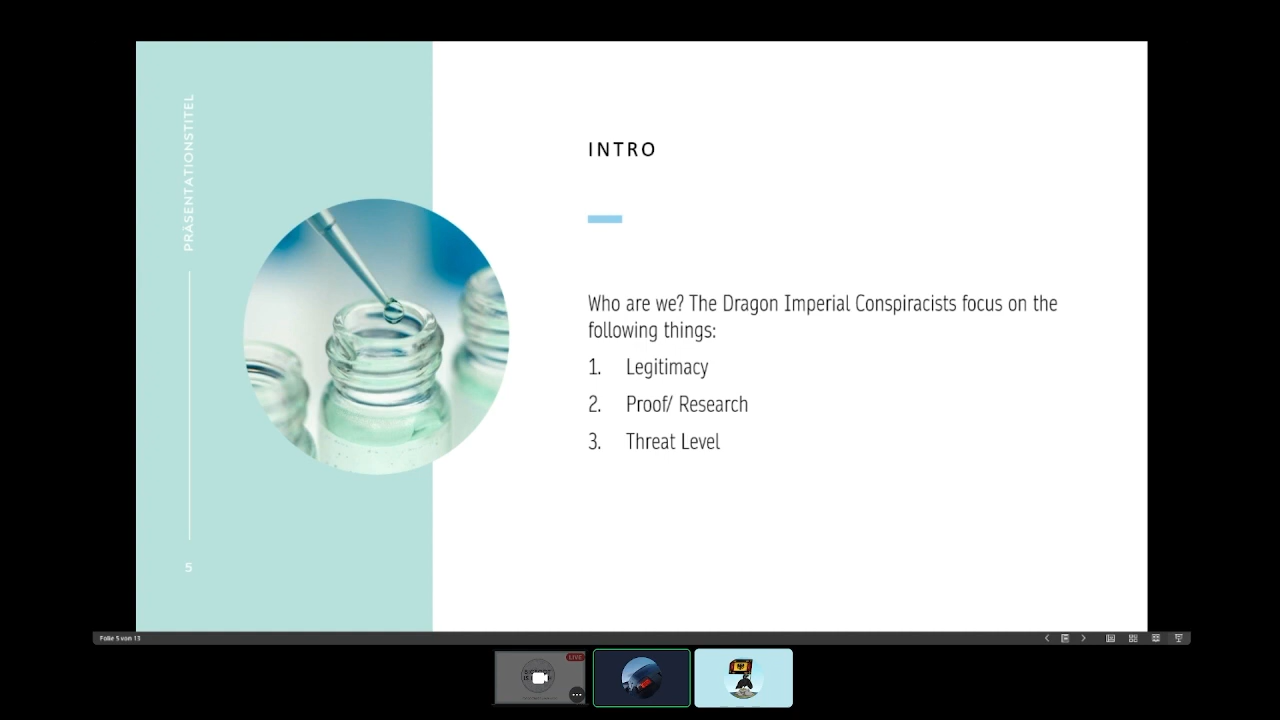 PRÄSENTATIONSTITEL
INTRO
Who are we? The Dragon Imperial Conspiracists focus on the
following things:
1. Legitimacy
2. Proof/ Research
3. Threat Level
5
Folie 5 von 13
LIVE